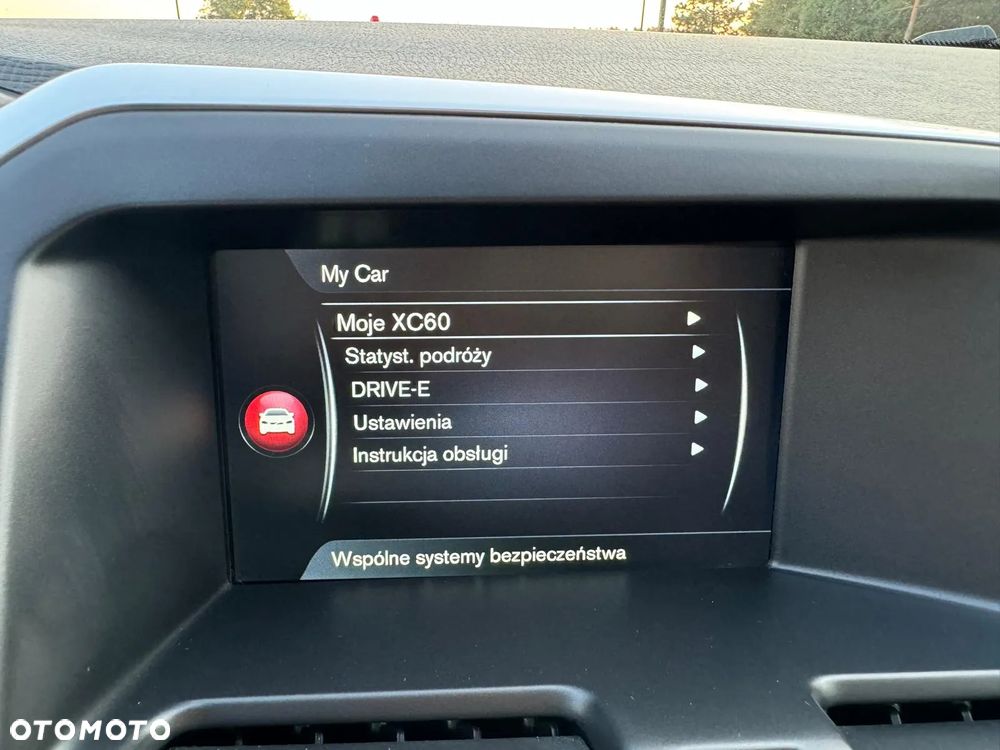 My Car
Moje XC60
Statyst. podróży
DRIVE-E
Ustawienia
Instrukcja obsługi
Wspólne systemy bezpieczeństwa
OTOMOTO